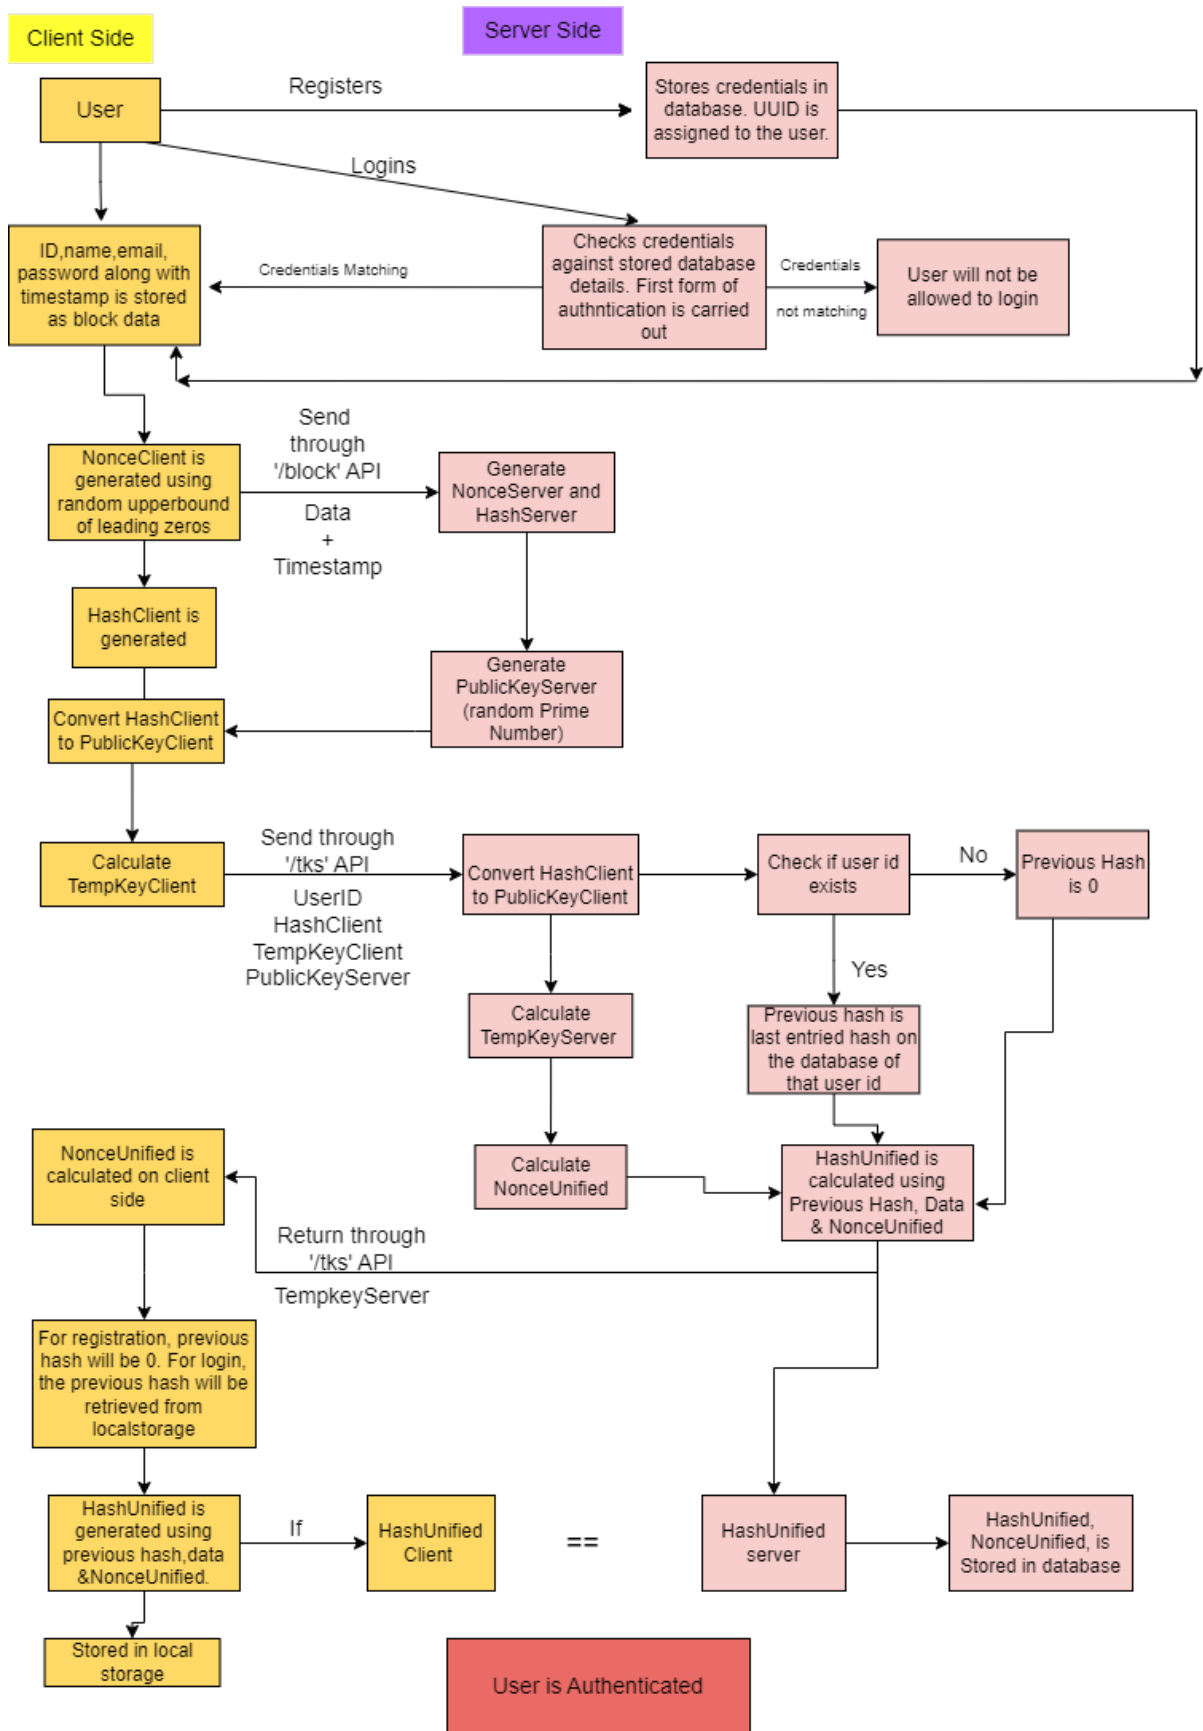 Client Side
Server Side
User
Registers
Stores credentials in
database. UUID is
assigned to the user.
Logins
ID,name,email,
password along with
timestamp is stored
as block data
Credentials Matching
Checks credentials
against stored database
details. First form of
authntication is carried
out
Credentials
not matching
User will not be
allowed to login
NonceClient is
generated using
random upperbound
of leading zeros
Send
through
'/block' API
Data
+
Timestamp
Generate
NonceServer and
HashServer
HashClient is
generated
Generate
PublicKeyServer
(random Prime
Number)
Convert HashClient
to PublicKeyClient
Calculate
TempKeyClient
Send through
'/tks' API
UserID
HashClient
TempKeyClient
PublicKeyServer
Convert HashClient
to PublicKeyClient
Check if user id
exists
No
Previous Hash
is 0
Yes
Calculate
TempKeyServer
Previous hash is
last entried hash on
the database of
that user id
NonceUnified is
calculated on client
side
Calculate
NonceUnified
HashUnified is
calculated using
Previous Hash, Data
& NonceUnified
Return through
'/tks' API
TempkeyServer
For registration, previous
hash will be 0. For login,
the previous hash will be
retrieved from
localstorage
HashUnified is
generated using
previous hash,data
&NonceUnified.
If
HashUnified
Client
==
HashUnified
server
HashUnified,
NonceUnified, is
Stored in database
Stored in local
storage
User is Authenticated